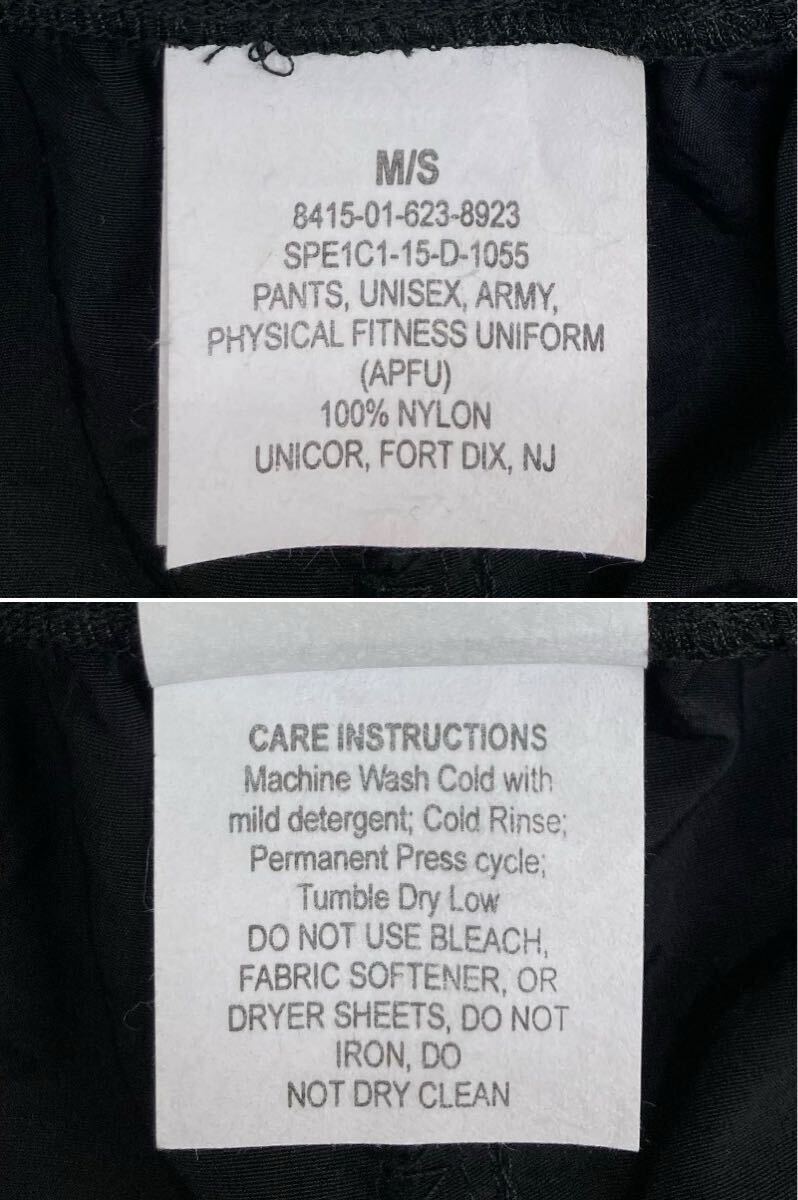 M/S
8415-01-623-8923
SPE1C1-15-D-1055
PANTS, UNISEX, ARMY,
PHYSICAL FITNESS UNIFORM
(APFU)
100% NYLON
UNICOR, FORT DIX, NJ
CARE INSTRUCTIONS
Machine Wash Cold with
mild detergent; Cold Rinse;
Permanent Press cycle;
Tumble Dry Low
DO NOT USE BLEACH,
FABRIC SOFTENER, OR
DRYER SHEETS, DO NOT
IRON, DO
NOT DRY CLEAN